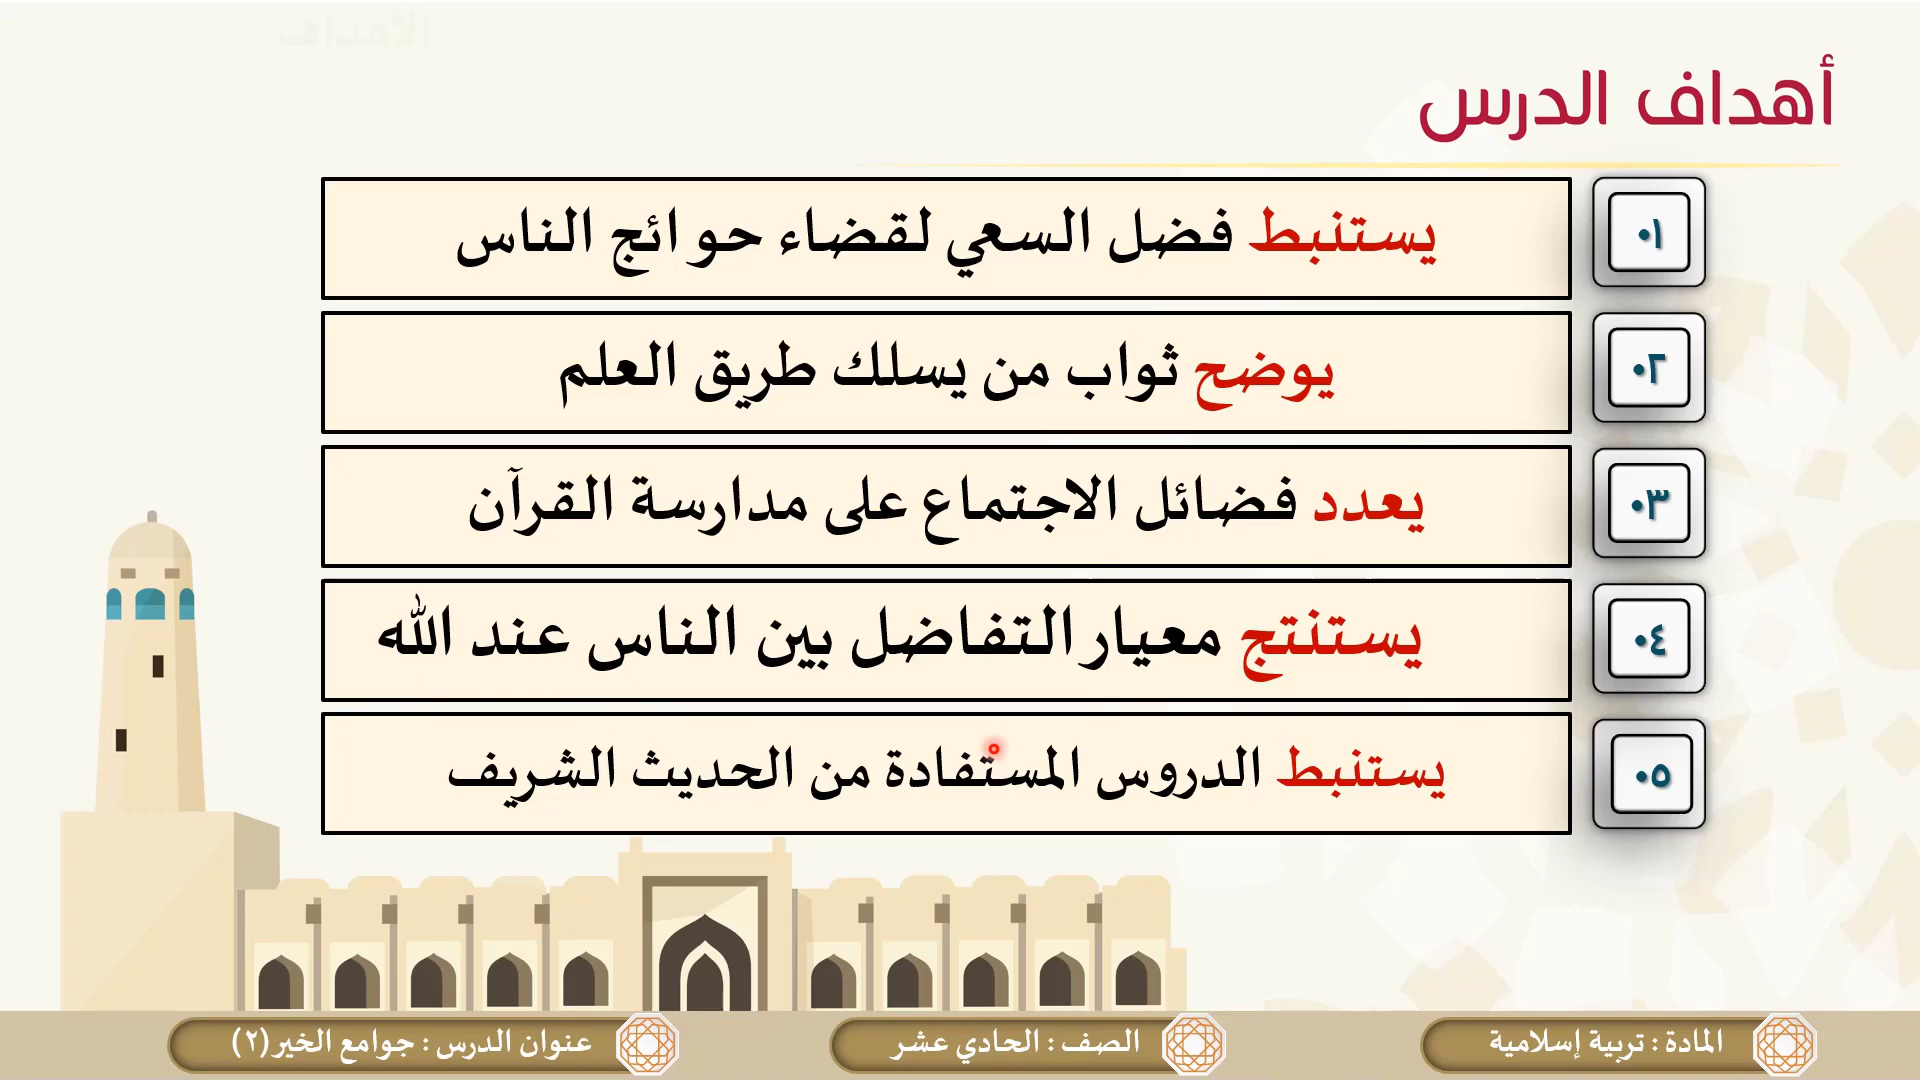 الأهداف
أهداف الدرس
٠١ يستنبط فضل السعي لقضاء حوائج الناس
٠٢ يوضح ثواب من يسلك طريق العلم
٠٣ يعدد فضائل الاجتماع على مدارسة القرآن
٠٤ يستنتج معيار التفاضل بين الناس عند الله
٠٥ يستنبط الدروس المستفادة من الحديث الشريف
المادة : تربية إسلامية
الصف : الحادي عشر
عنوان الدرس : جوامع الخير (٢)